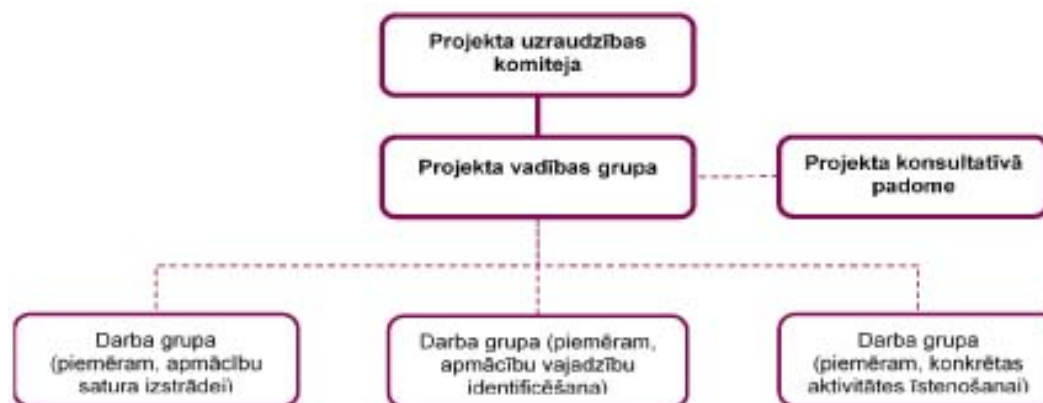 Projekta uzraudzības
komiteja
Projekta vadības grupa
Projekta konsultatīvā
padome
Darba grupa
(piemēram, apmācību
satura izstrādei)
Darba grupa (piemēram,
apmācību vajadzību
identificēšana)
Darba grupa
(piemēram, konkrētas
aktivitātes īstenošanai)